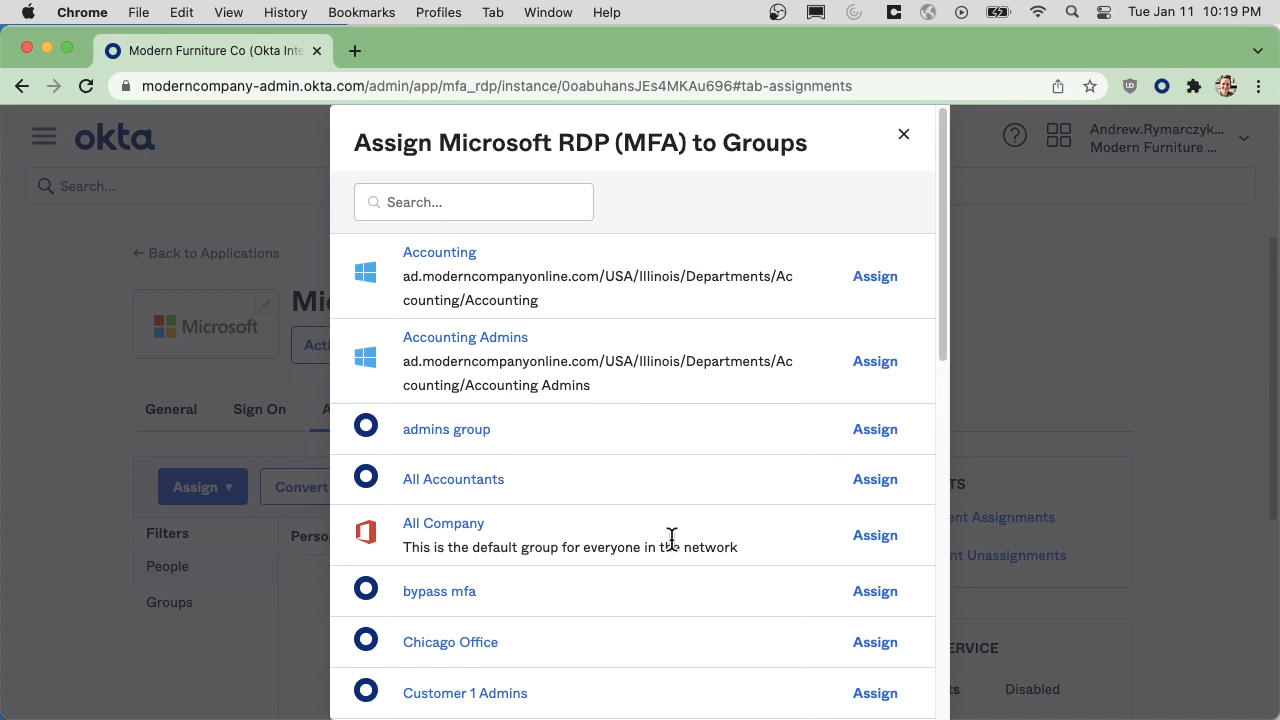 Chrome File Edit View History Bookmarks Profiles Tab Window Help Tue Jan 11 10:19 PM
Modern Furniture Co (Okta Inte
moderncompany-admin.okta.com/admin/app/mfa_rdp/instance/0oabuhansJEs4MKAu696#tab-assignments
okta
Andrew.Rymarczyk...
Modern Furniture ...
Search...
← Back to Applications
Microsoft
Mic
Acti
General Sign On A
Assign ▼ Convert
Filters Perso
People
Groups
Assign Microsoft RDP (MFA) to Groups
Search...
Accounting
ad.moderncompanyonline.com/USA/Illinois/Departments/Ac
counting/Accounting
Assign
Accounting Admins
ad.moderncompanyonline.com/USA/Illinois/Departments/Ac
counting/Accounting Admins
Assign
admins group Assign
All Accountants Assign
All Company
This is the default group for everyone in the network
Assign
bypass mfa Assign
Chicago Office Assign
Customer 1 Admins Assign
TS
ent Assignments
nt Unassignments
ERVICE
ts Disabled